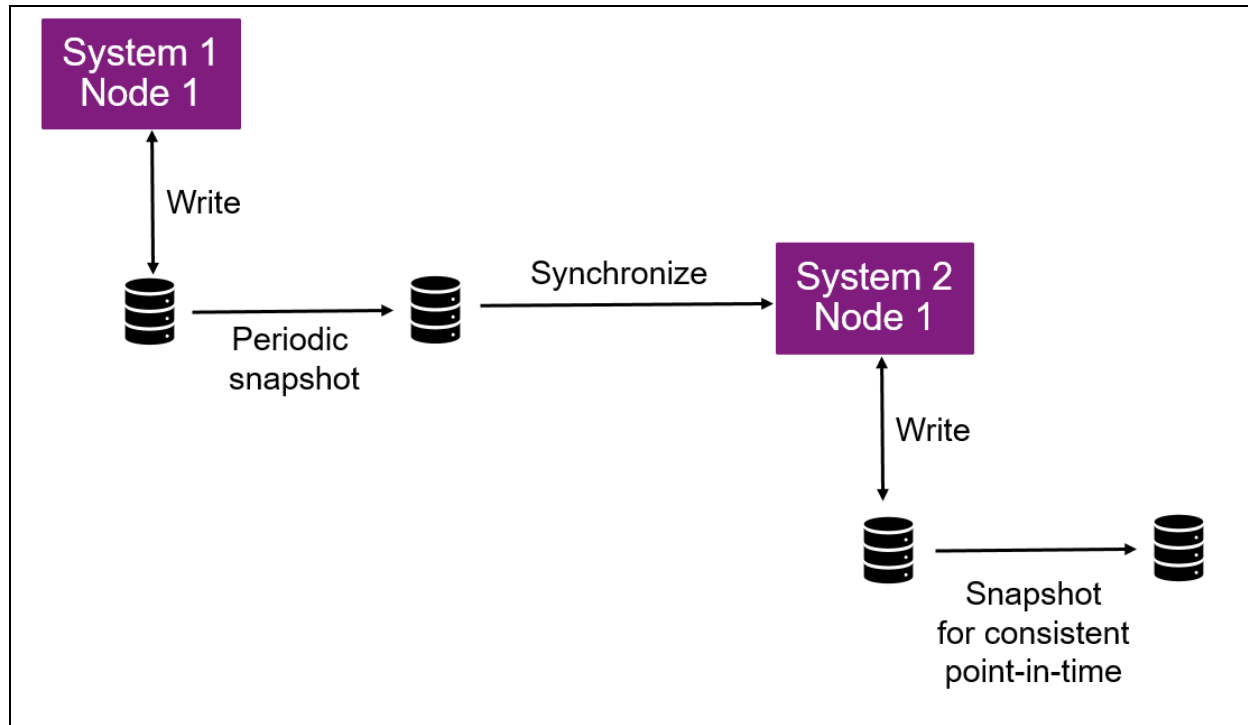 System 1
Node 1
Write
Periodic
snapshot
Synchronize
System 2
Node 1
Write
Snapshot
for consistent
point-in-time